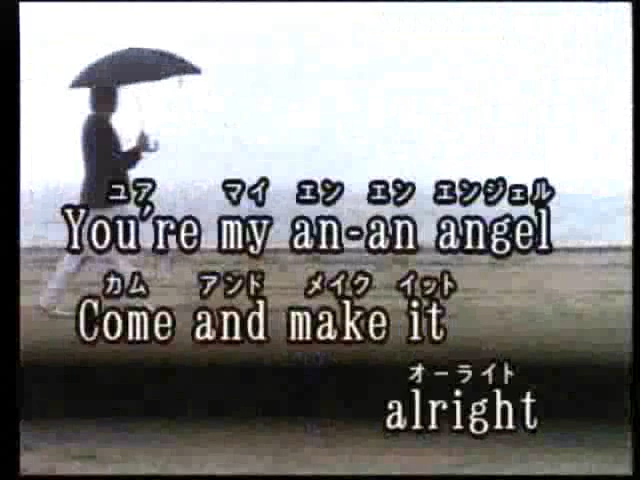 ユア マイ エン エン エンジェル
You're my an-an angel
カム アンド メイク イット
Come and make it
オーライト
alright